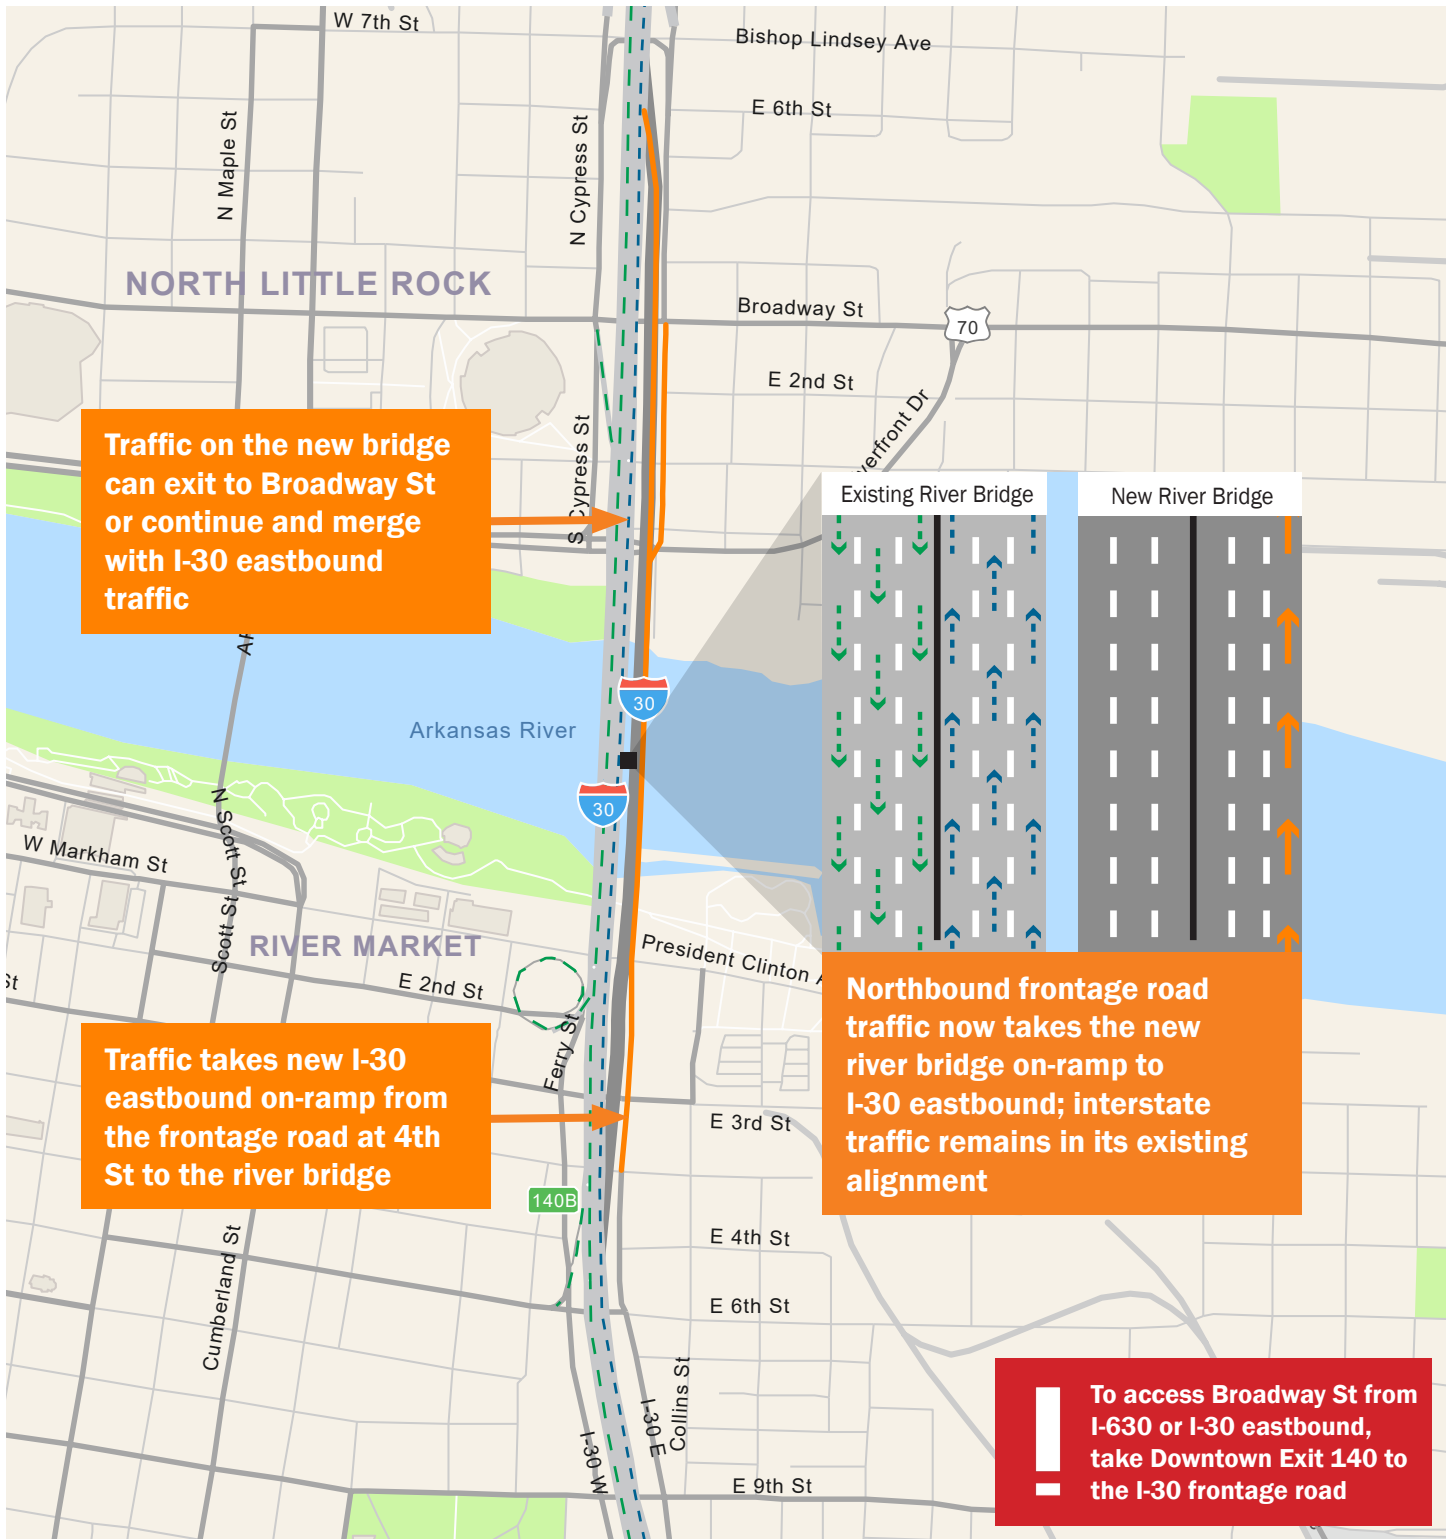 W 7th St
Bishop Lindsey Ave
E 6th St
N Maple St
N Cypress St
NORTH LITTLE ROCK
Broadway St
70
E 2nd St
Traffic on the new bridge
can exit to Broadway St
or continue and merge
with I-30 eastbound
traffic
S Cypress St
verfront Dr
Existing River Bridge
New River Bridge
30
Arkansas River
30
N Scott St
W Markham St
Scott St
RIVER MARKET
E 2nd St
President Clinton
St
Ferry St
Northbound frontage road
traffic now takes the new
river bridge on-ramp to
I-30 eastbound; interstate
traffic remains in its existing
alignment
Traffic takes new I-30
eastbound on-ramp from
the frontage road at 4th
St to the river bridge
E 3rd St
140B
E 4th St
Cumberland St
E 6th St
Collins St
I-30 E
I-30 W
E 9th St
To access Broadway St from
I-630 or I-30 eastbound,
take Downtown Exit 140 to
the I-30 frontage road